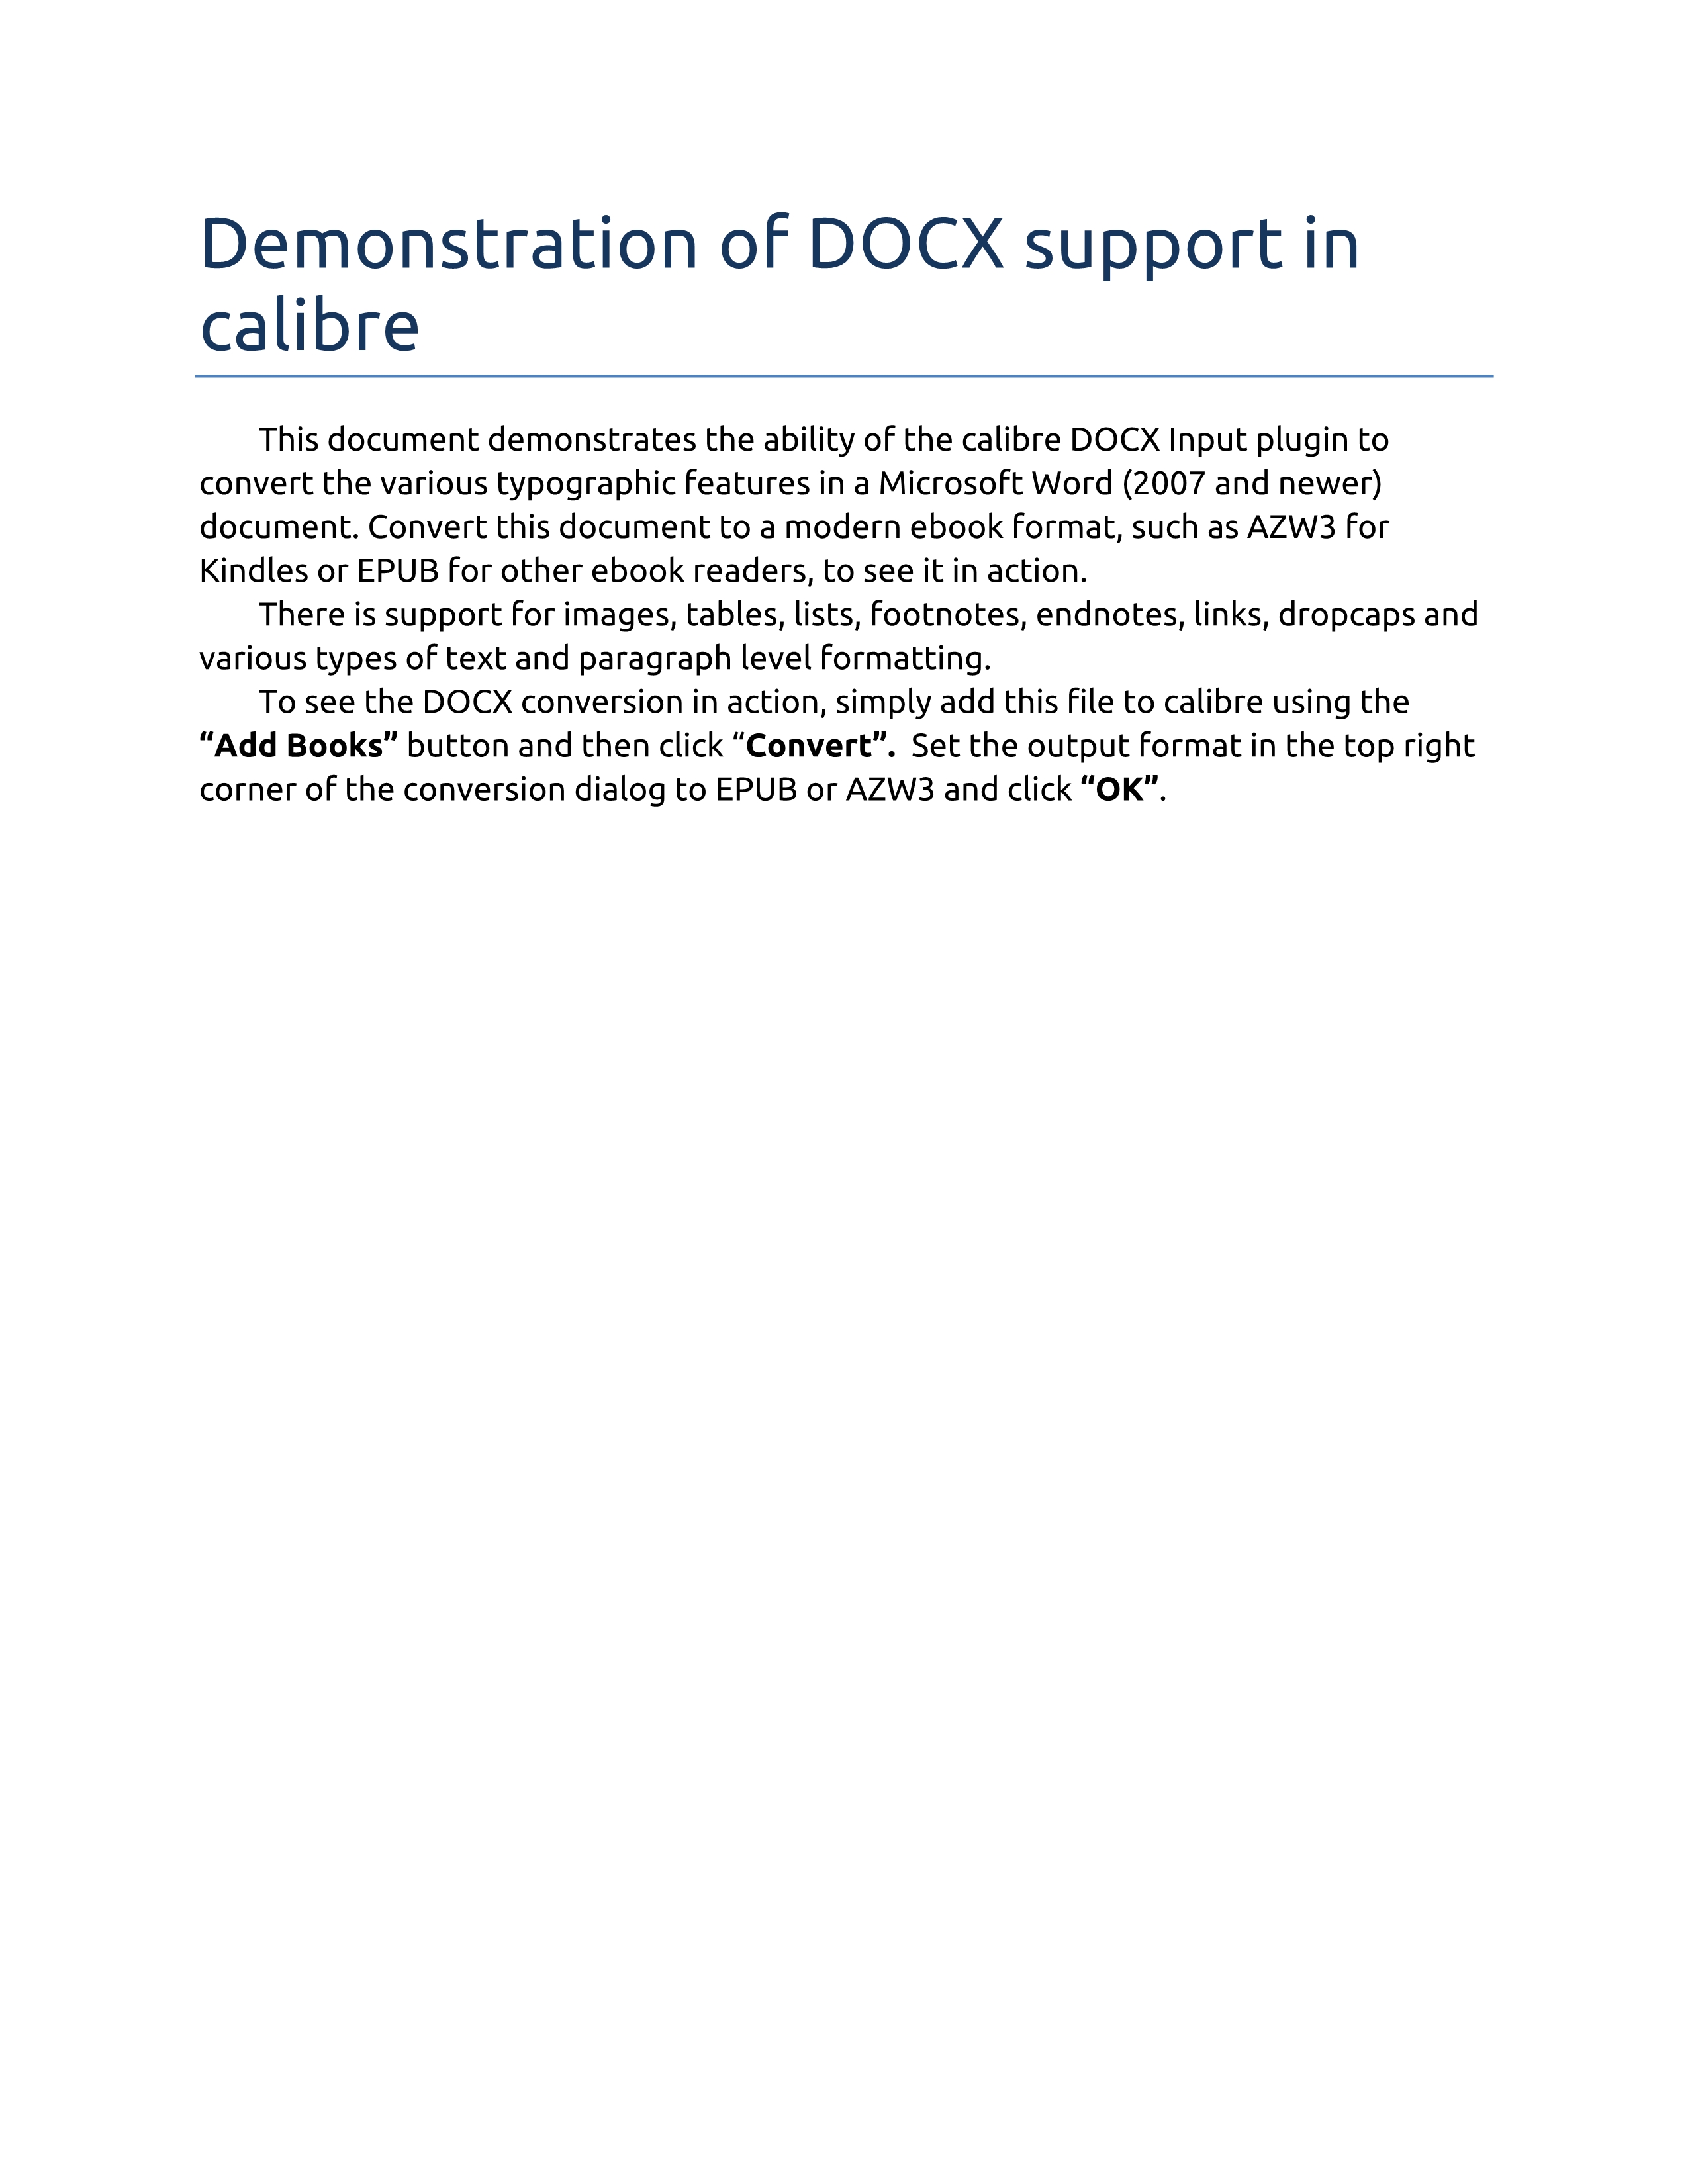 Demonstration of DOCX support in
calibre
This document demonstrates the ability of the calibre DOCX Input plugin to
convert the various typographic features in a Microsoft Word (2007 and newer)
document. Convert this document to a modern ebook format, such as AZW3 for
Kindles or EPUB for other ebook readers, to see it in action.
There is support for images, tables, lists, footnotes, endnotes, links, dropcaps and
various types of text and paragraph level formatting.
To see the DOCX conversion in action, simply add this file to calibre using the
“Add Books” button and then click “Convert”.  Set the output format in the top right
corner of the conversion dialog to EPUB or AZW3 and click “OK”.